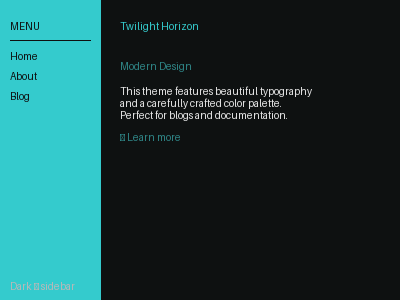 MENU
Home
About
Blog
Twilight Horizon
Modern Design
This theme features beautiful typography
and a carefully crafted color palette.
Perfect for blogs and documentation.
Learn more
Dark sidebar